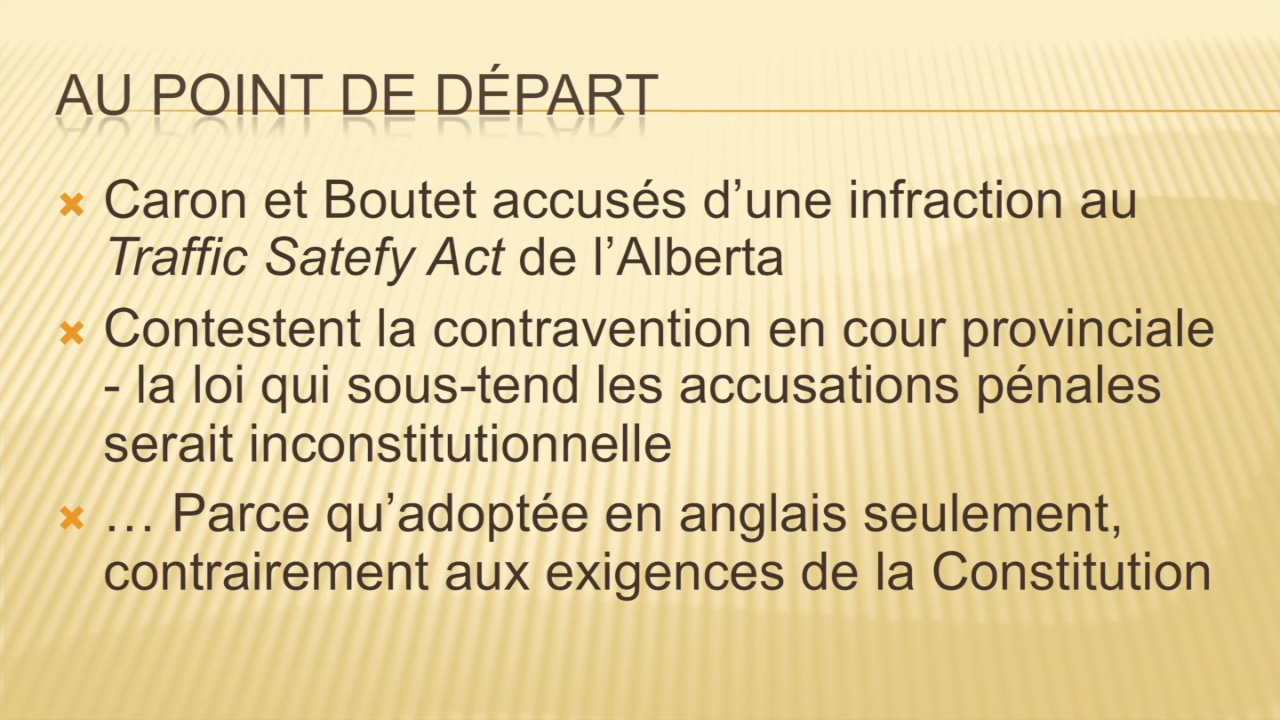 AU POINT DE DÉPART
Caron et Boutet accusés d’une infraction au
Traffic Satefy Act de l’Alberta
Contestent la contravention en cour provinciale
- la loi qui sous-tend les accusations pénales
serait inconstitutionnelle
… Parce qu’adoptée en anglais seulement,
contrairement aux exigences de la Constitution